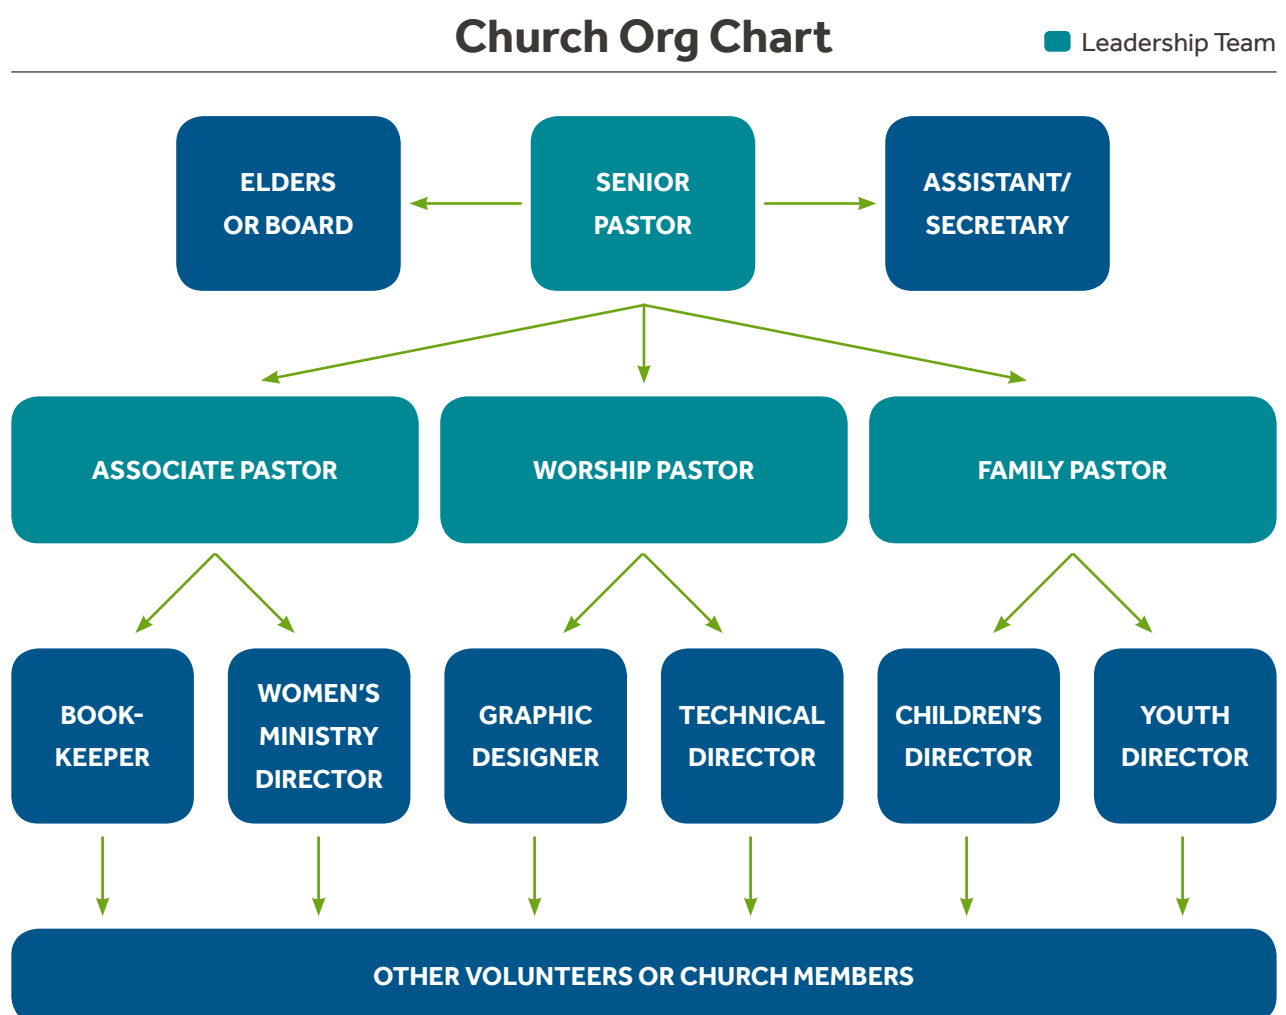 Church Org Chart
Leadership Team
ELDERS
OR BOARD
SENIOR
PASTOR
ASSISTANT/
SECRETARY
ASSOCIATE PASTOR
WORSHIP PASTOR
FAMILY PASTOR
BOOK-
KEEPER
WOMEN'S
MINISTRY
DIRECTOR
GRAPHIC
DESIGNER
TECHNICAL
DIRECTOR
CHILDREN'S
DIRECTOR
YOUTH
DIRECTOR
OTHER VOLUNTEERS OR CHURCH MEMBERS